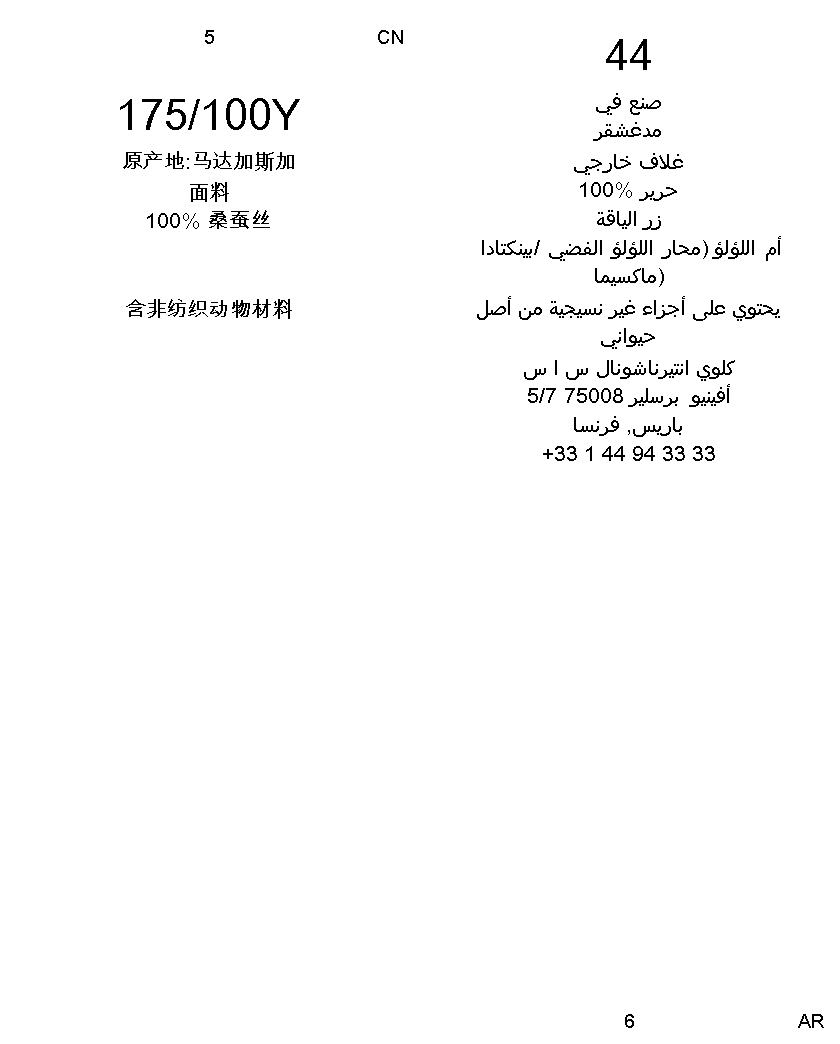 5
CN
175/100Y
原产地:马达加斯加
面料
100% 桑蚕丝
含非纺织动物材料
44
صنع في
مدغشقر
غلاف خارجي
حرير 100%
زر الياقة
أم اللؤلؤ (محار اللؤلؤ الفضي /بينكتادا
ماكسيما)
يحتوي على أجزاء غير نسيجية من أصل
حيواني
كلوي انتيرناشونال س ا س
أفينيو برسلير 75008 5/7
باريس, فرنسا
+33 1 44 94 33 33
6
AR